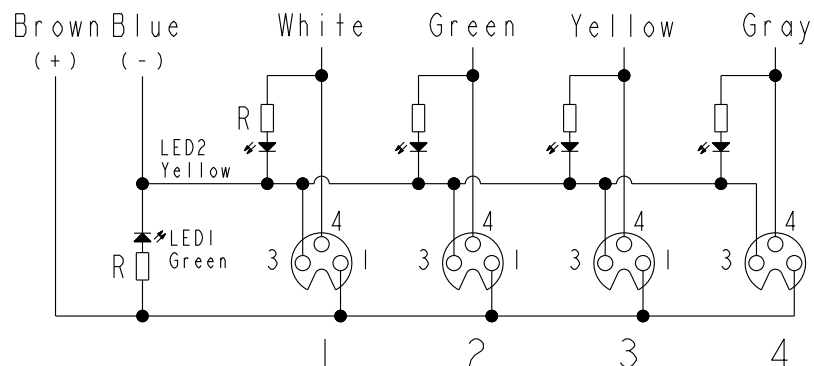 Brown Blue White Green Yellow Gray
(+) (-)
R
LED2
Yellow
4 4 4 4
LED1
Green
R
3 1 3 1 3 1 3
1 2 3 4